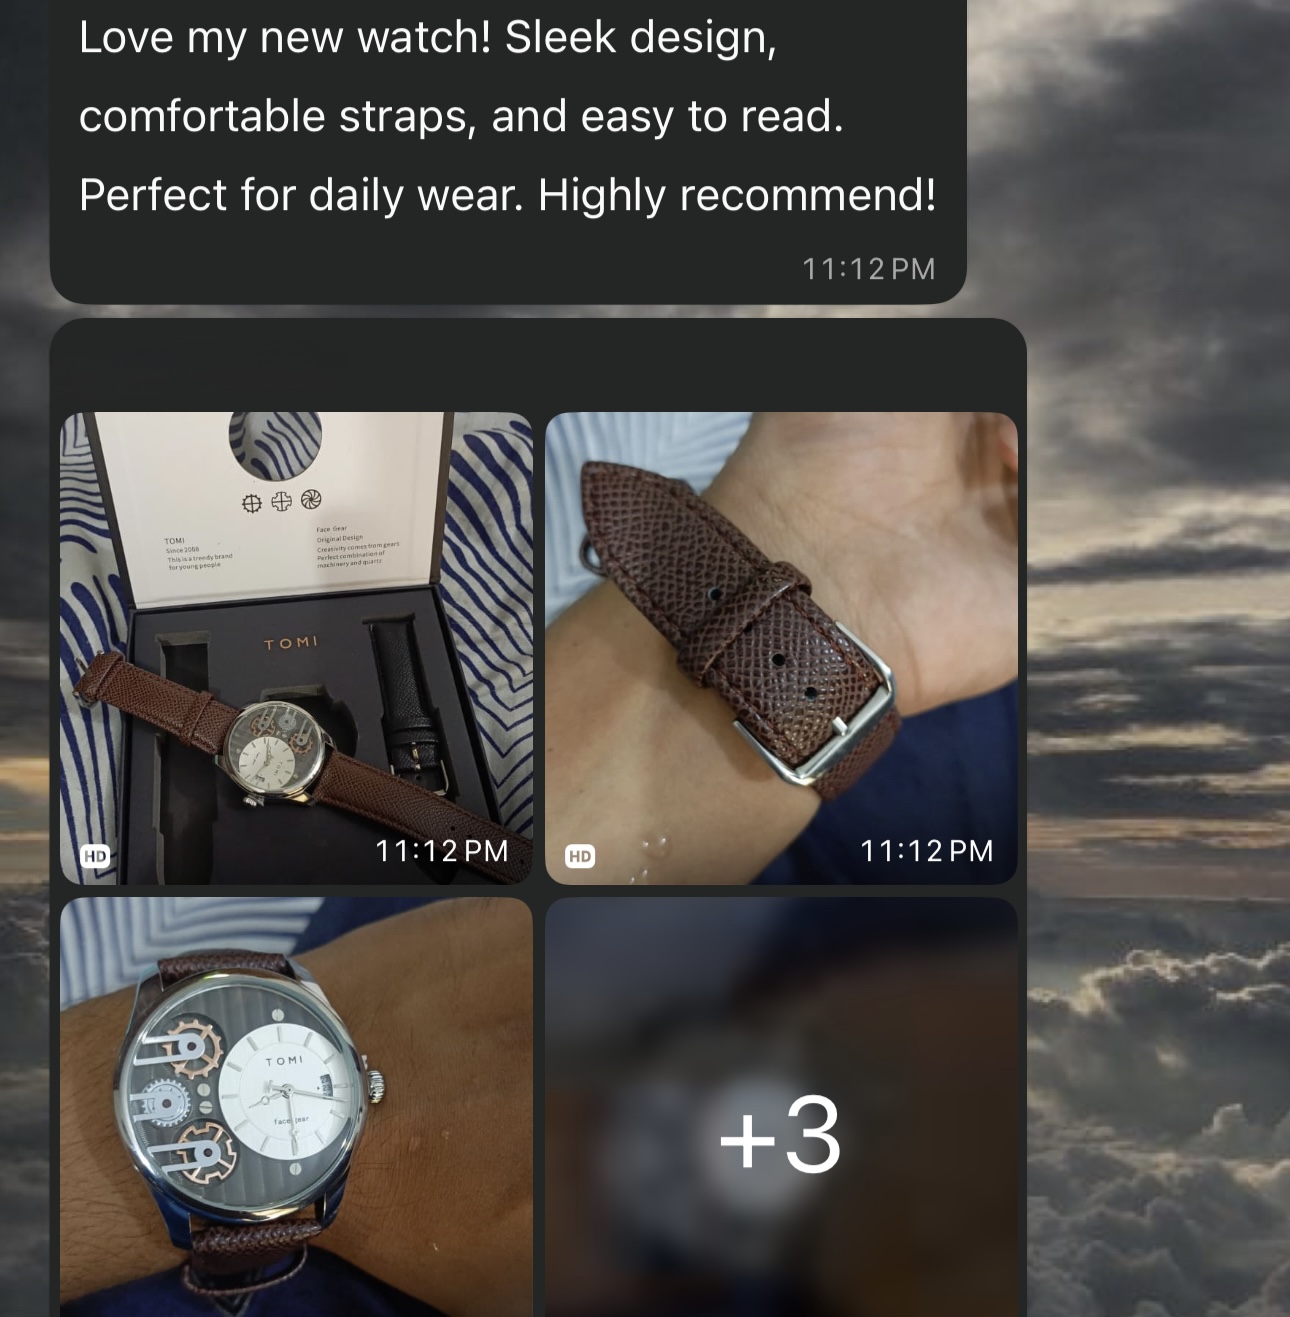 Love my new watch! Sleek design,
comfortable straps, and easy to read.
Perfect for daily wear. Highly recommend!
11:12 PM
TOMI
Since 2088
This is a trendy brand
for young people
Face Gear
Original Design
Creativity comes from gears
Perfect combination of
machinery and quartz
TOMI
HD
11:12 PM
HD
11:12 PM
TOMI
face gear
+3